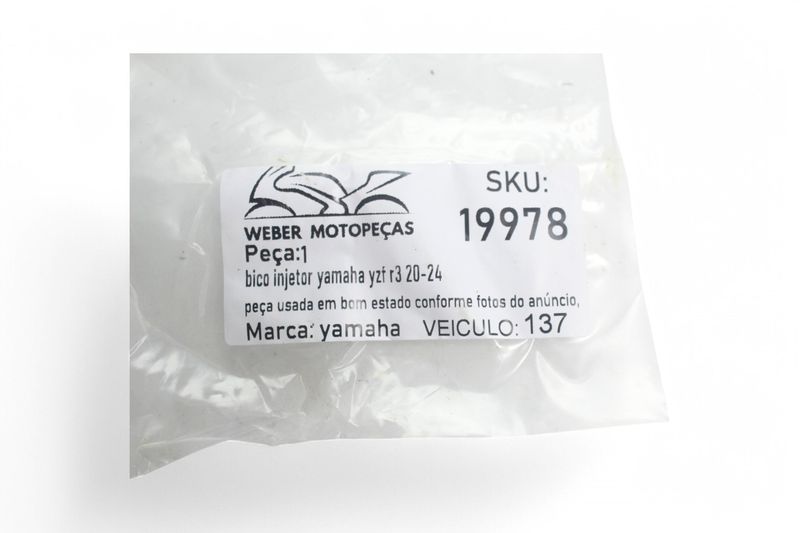 WEBER MOTOPEÇAS
SKU:
19978
Peça:1
bico injetor yamaha yzf r3 20-24
peça usada em bom estado conforme fotos do anúncio,
Marca: yamaha VEICULO: 137